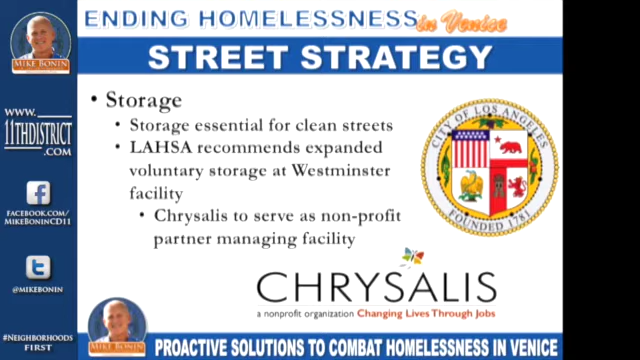 MIKE BONIN
WWW.
11THDISTRICT
.COM
FACEBOOK.COM/
MIKEBONINCD11
@MIKEBONIN
#NEIGHBORHOODS
FIRST
ENDING HOMELESSNESS in Venice
STREET STRATEGY
• Storage
• Storage essential for clean streets
• LAHSA recommends expanded
voluntary storage at Westminster
facility
• Chrysalis to serve as non-profit
partner managing facility
CITY OF LOS ANGELES
FOUNDED 1781
CHRYSALIS
a nonprofit organization Changing Lives Through Jobs
MIKE BONIN
PROACTIVE SOLUTIONS TO COMBAT HOMELESSNESS IN VENICE